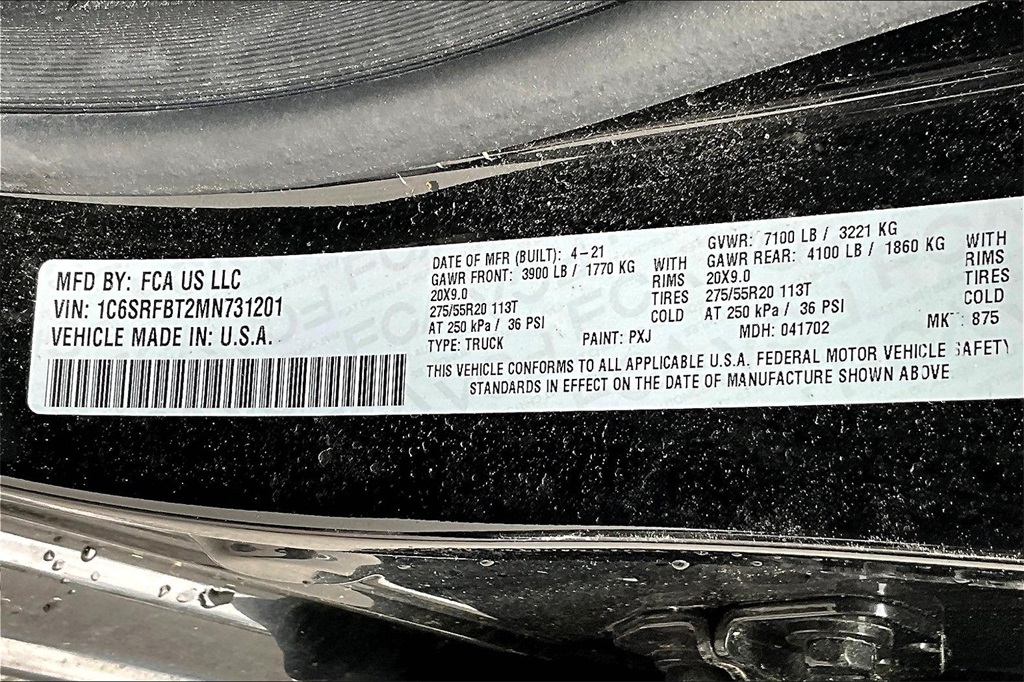 MFD BY: FCA US LLC
VIN: 1C6SRFBT2MN731201
VEHICLE MADE IN: U.S.A.
DATE OF MFR (BUILT): 4-21
GAWR FRONT: 3900 LB / 1770 KG WITH
20X9.0 RIMS
275/55R20 113T TIRES
AT 250 kPa / 36 PSI COLD
TYPE: TRUCK PAINT: PXJ
GVWR: 7100 LB / 3221 KG
GAWR REAR: 4100 LB / 1860 KG WITH
20X9.0 RIMS
275/55R20 113T TIRES
AT 250 kPa / 36 PSI COLD
MDH: 041702 MK: 875
THIS VEHICLE CONFORMS TO ALL APPLICABLE U.S.A. FEDERAL MOTOR VEHICLE SAFETY
STANDARDS IN EFFECT ON THE DATE OF MANUFACTURE SHOWN ABOVE